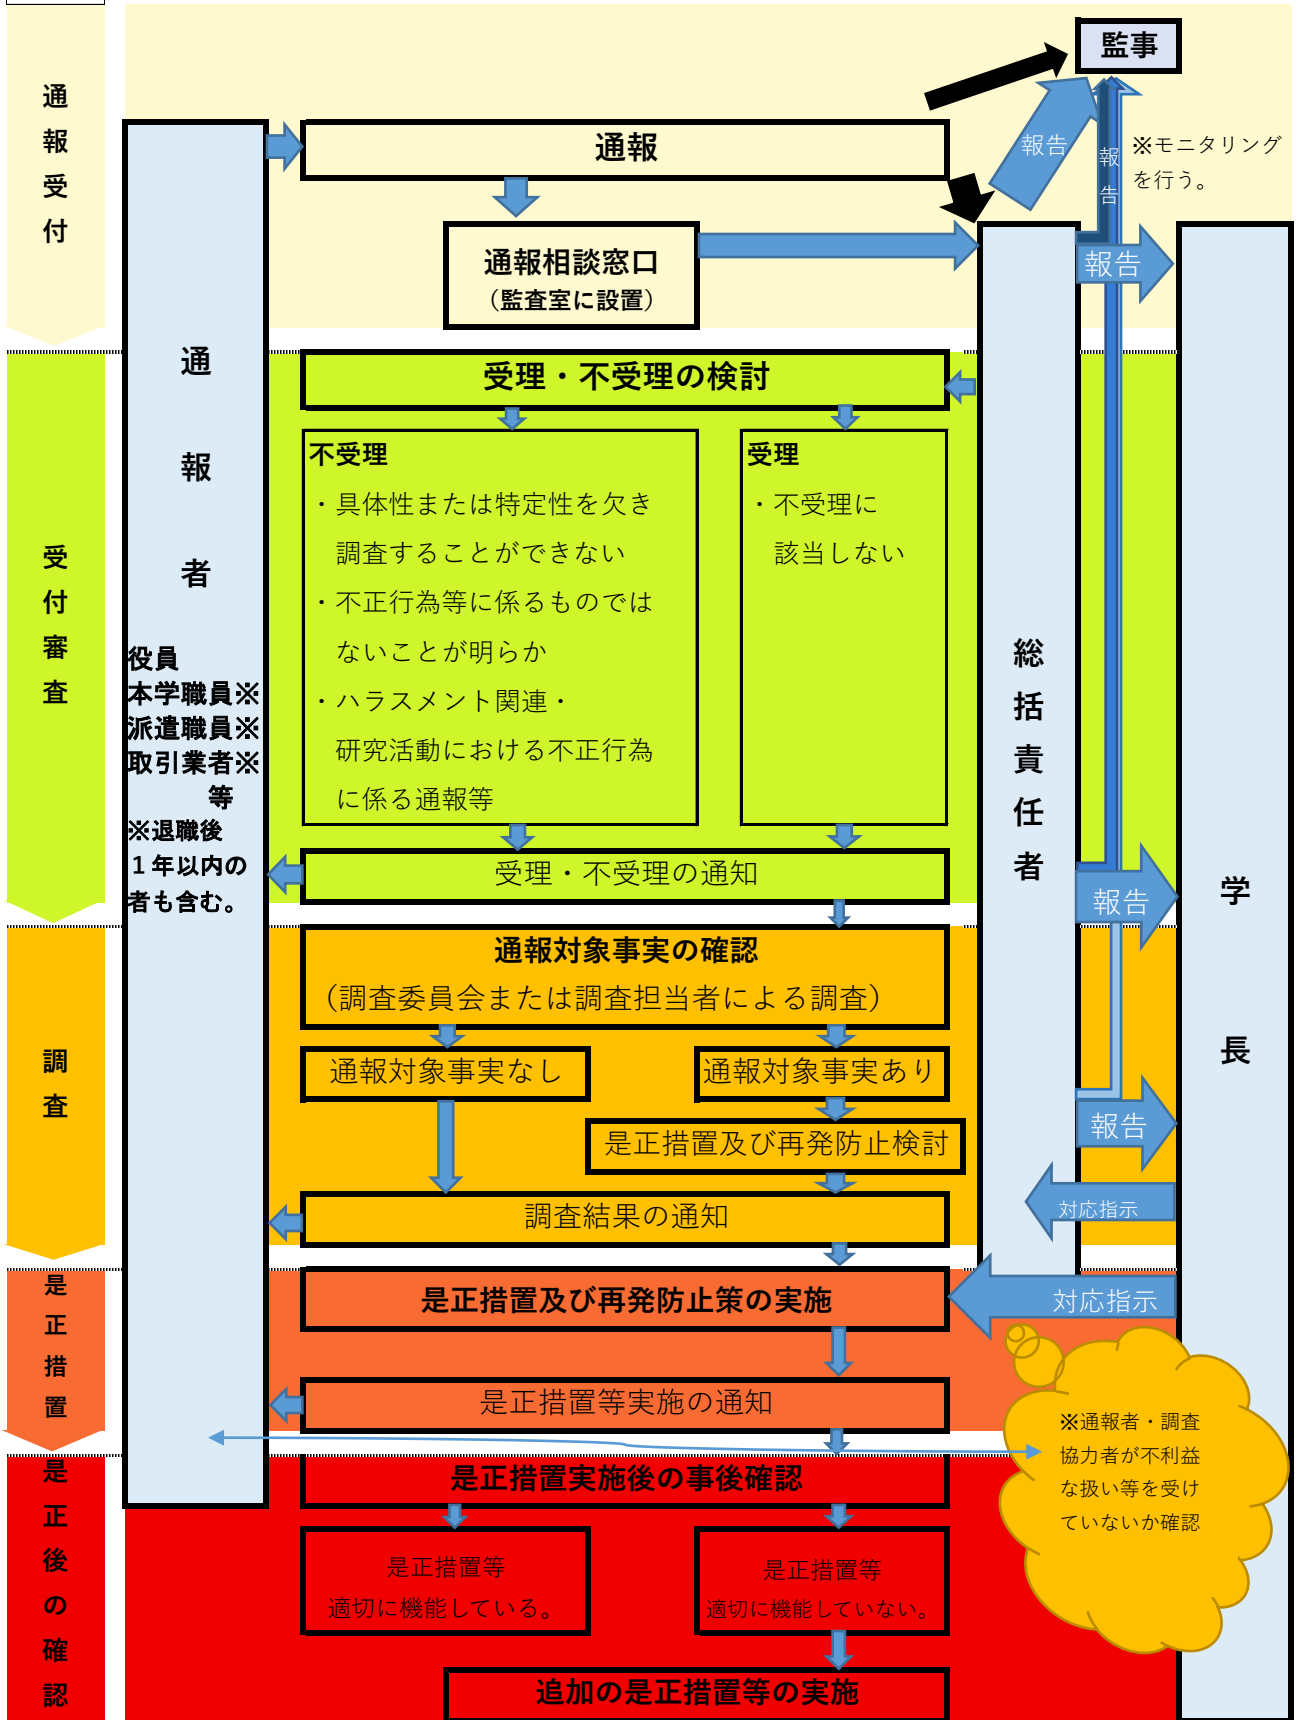 監事
通報受付
通報
報告
報告
※モニタリング
を行う。
通報相談窓口
（監査室に設置）
報告
通報者
役員
本学職員※
派遣職員※
取引業者※
等
※退職後
１年以内の
者も含む。
総括責任者
学長
受付審査
受理・不受理の検討
不受理
・具体性または特定性を欠き
調査することができない
・不正行為等に係るものでは
ないことが明らか
・ハラスメント関連・
研究活動における不正行為
に係る通報等
受理
・不受理に
該当しない
受理・不受理の通知
報告
調査
通報対象事実の確認
（調査委員会または調査担当者による調査）
通報対象事実なし
通報対象事実あり
是正措置及び再発防止検討
報告
調査結果の通知
対応指示
是正措置
是正措置及び再発防止策の実施
対応指示
是正措置等実施の通知
※通報者・調査
協力者が不利益
な扱い等を受け
ていないか確認
是正後の確認
是正措置実施後の事後確認
是正措置等
適切に機能している。
是正措置等
適切に機能していない。
追加の是正措置等の実施